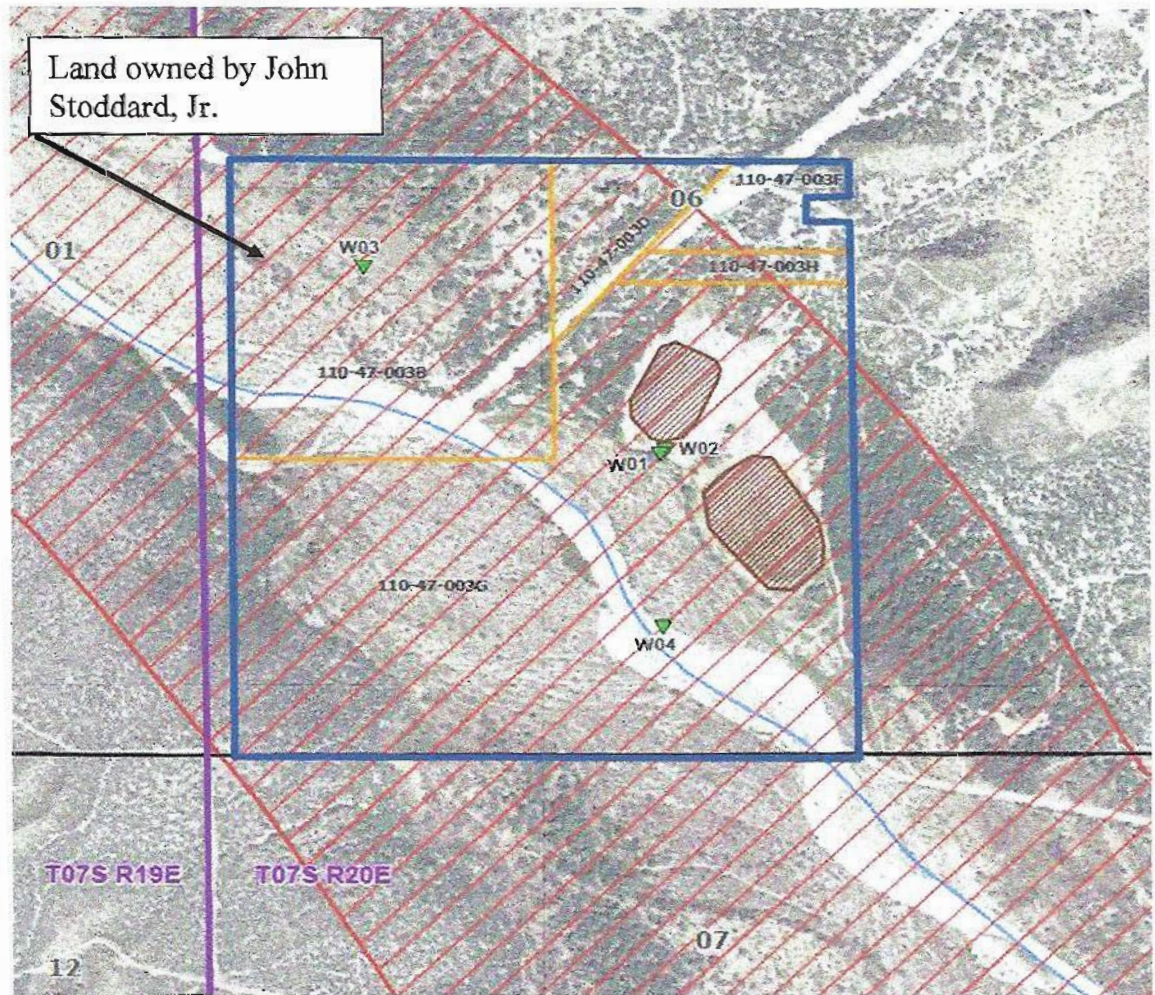 Land owned by John
Stoddard, Jr.
110-47-003F
06
01
W03
110-47-003D
110-47-003H
110-47-003B
W02
W01
110-47-003G
W04
T07S R19E
T07S R20E
07
12